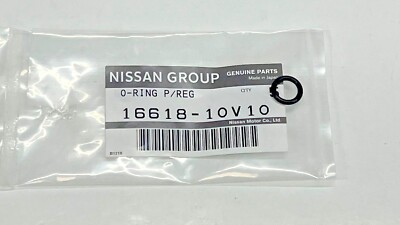 NISSAN GROUP GENUINE PARTS
Made in Japan
O-RING P/REG QTY
16618-10V10
Nissan Motor Co., Ltd.